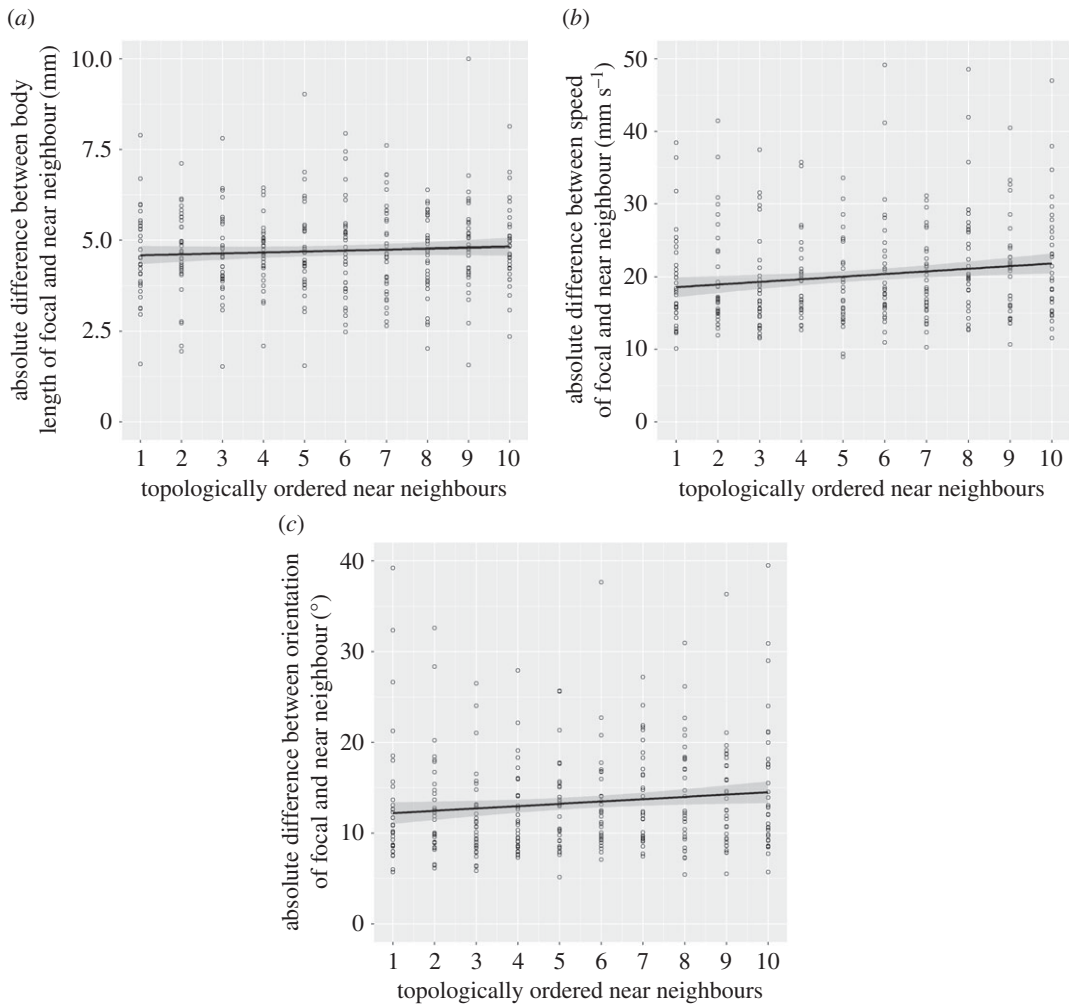 (a)
absolute difference between body
length of focal and near neighbour (mm)
10.0
7.5
5.0
2.5
0
1 2 3 4 5 6 7 8 9 10
topologically ordered near neighbours
(b)
absolute difference between speed
of focal and near neighbour (mm s⁻¹)
50
40
30
20
10
0
1 2 3 4 5 6 7 8 9 10
topologically ordered near neighbours
(c)
absolute difference between orientation
of focal and near neighbour (°)
40
30
20
10
0
1 2 3 4 5 6 7 8 9 10
topologically ordered near neighbours